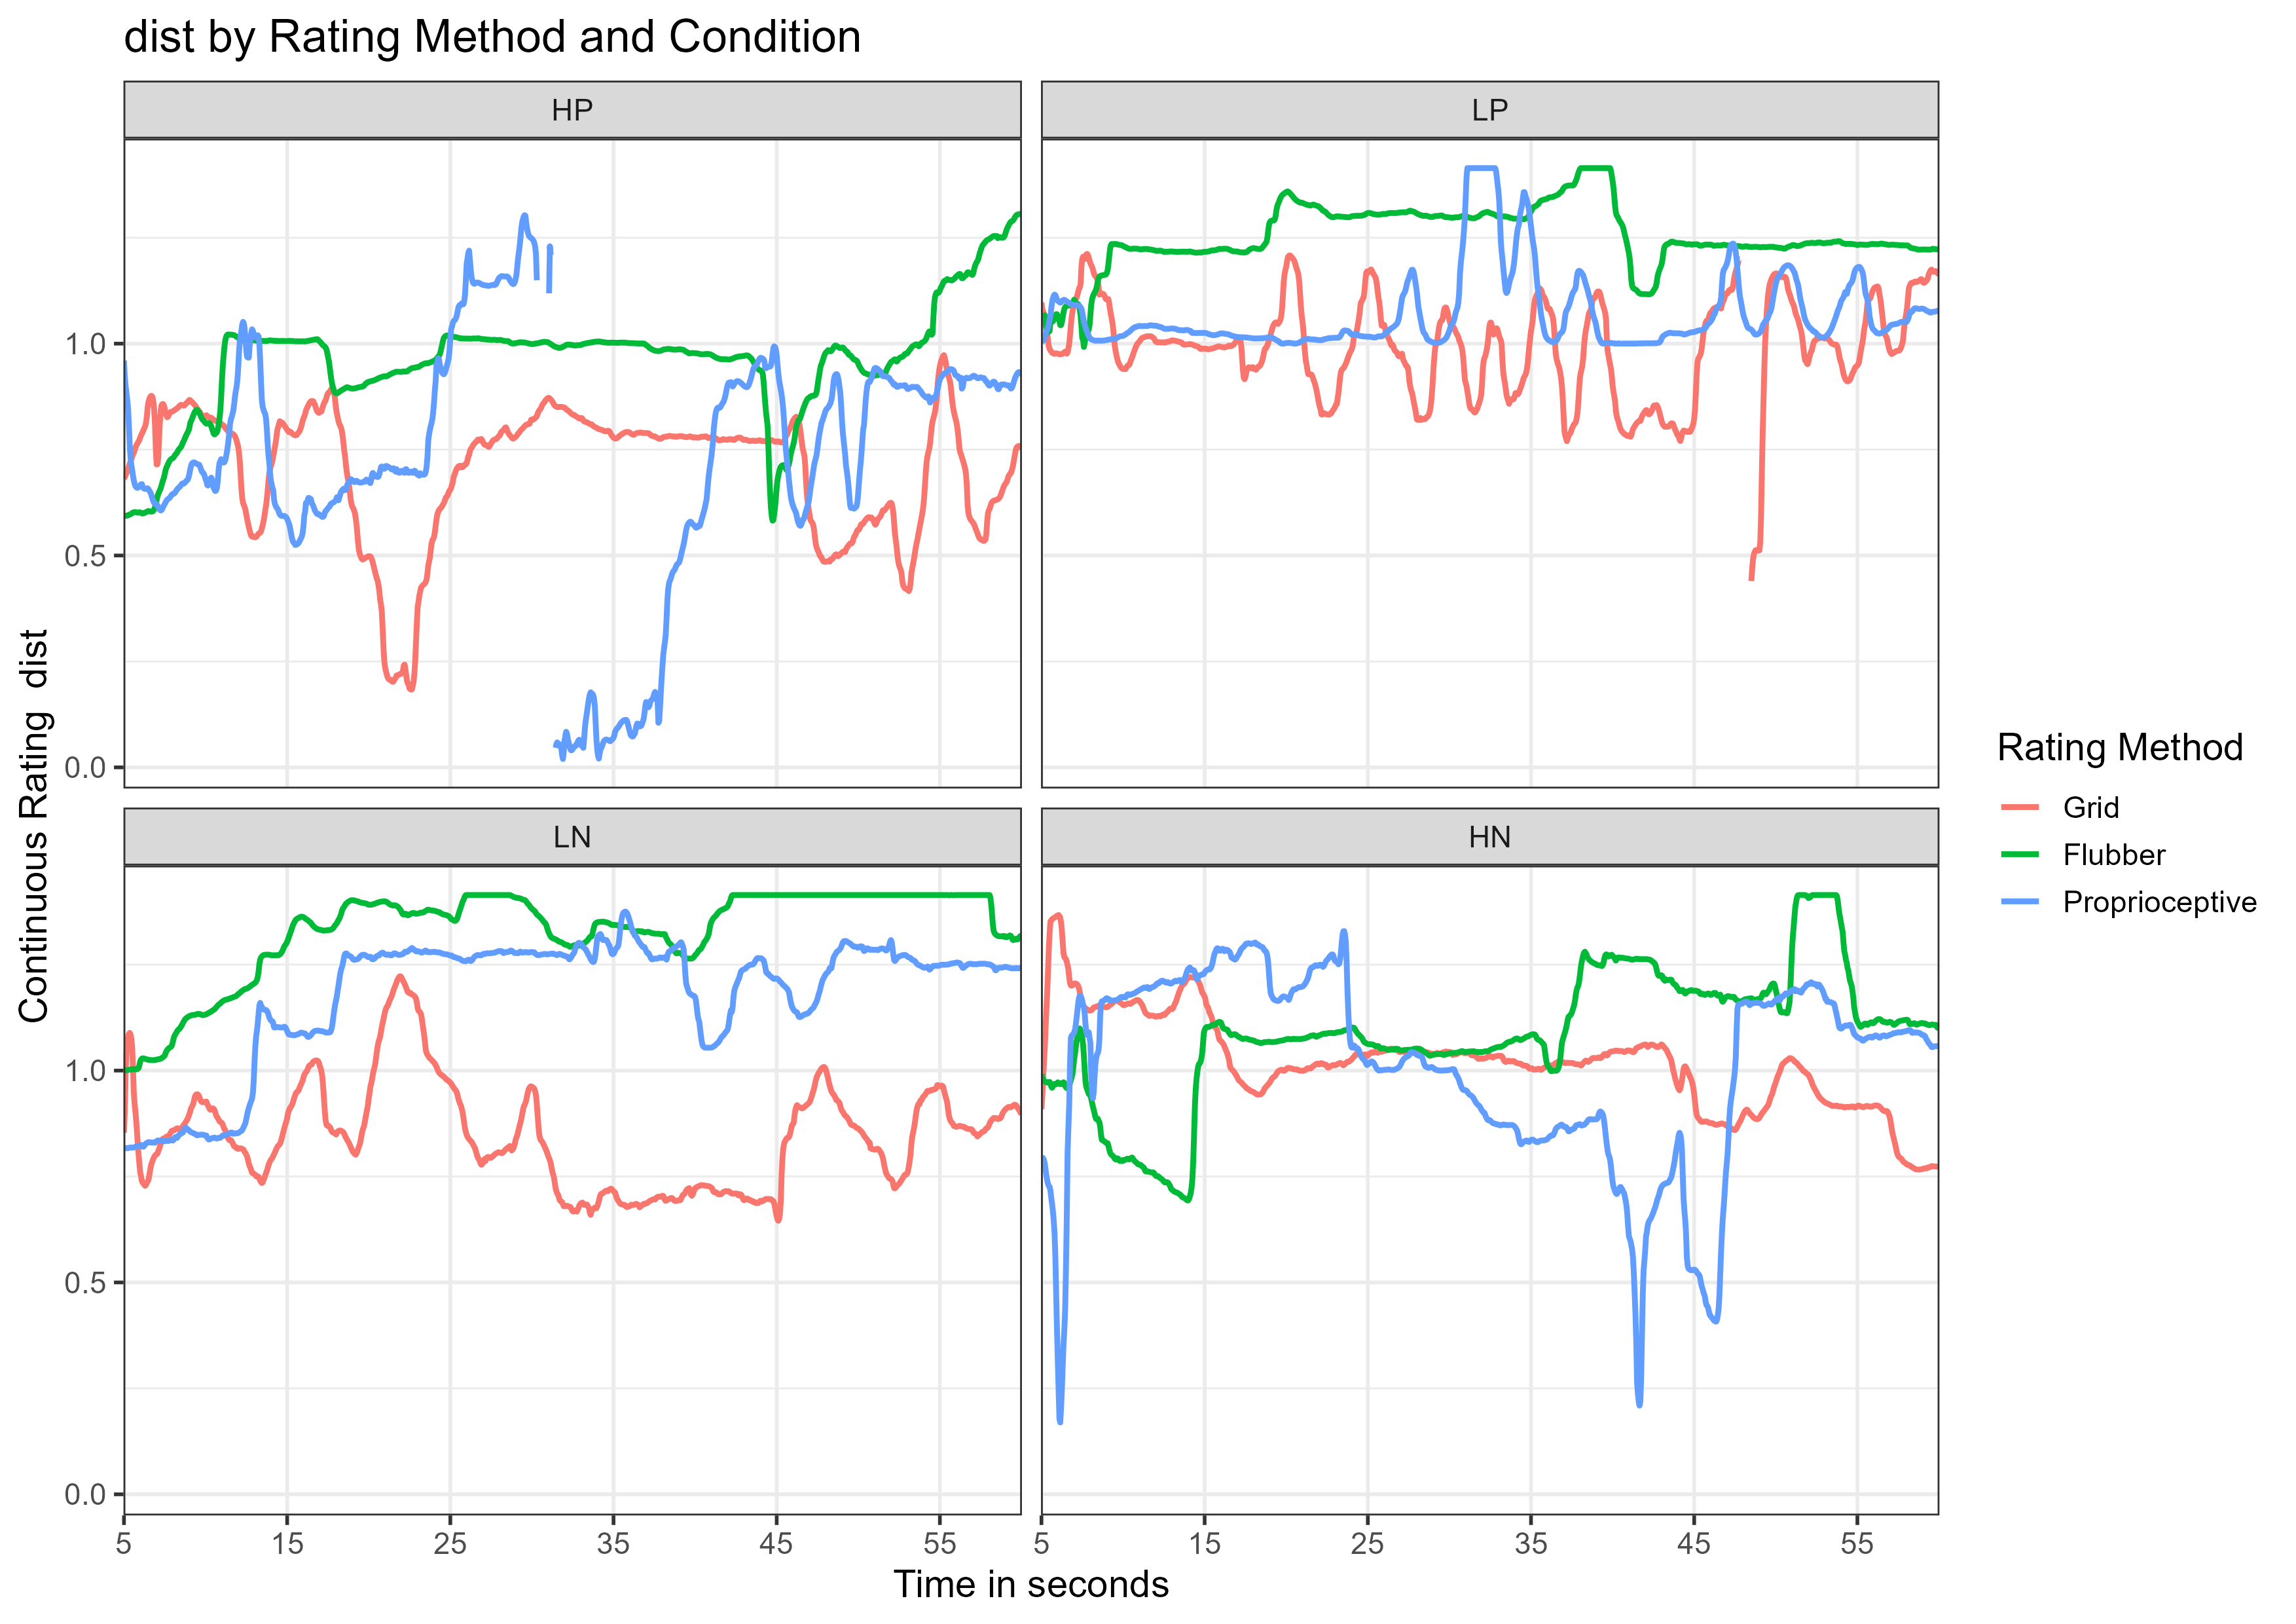 dist by Rating Method and Condition
HP
LP
1.0
0.5
0.0
LN
HN
1.0
0.5
0.0
5 15 25 35 45 55 5 15 25 35 45 55
Time in seconds
Continuous Rating  dist
Rating Method
Grid
Flubber
Proprioceptive